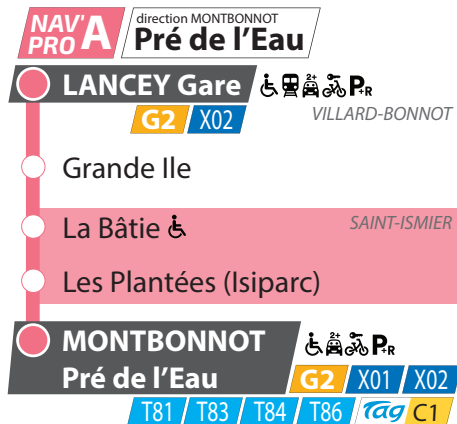 NAV' PRO A
direction MONTBONNOT
Pré de l'Eau
LANCEY Gare P+R
G2 X02
VILLARD-BONNOT
Grande Ile
La Bâtie
SAINT-ISMIER
Les Plantées (Isiparc)
MONTBONNOT P+R
Pré de l'Eau
G2 X01 X02
T81 T83 T84 T86 Tag C1